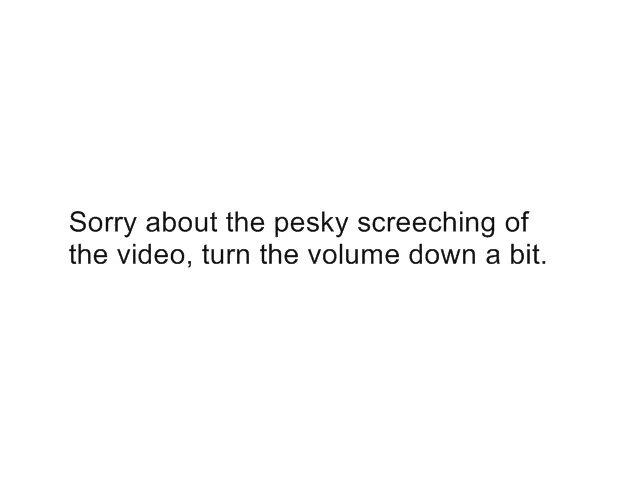 Sorry about the pesky screeching of
the video, turn the volume down a bit.